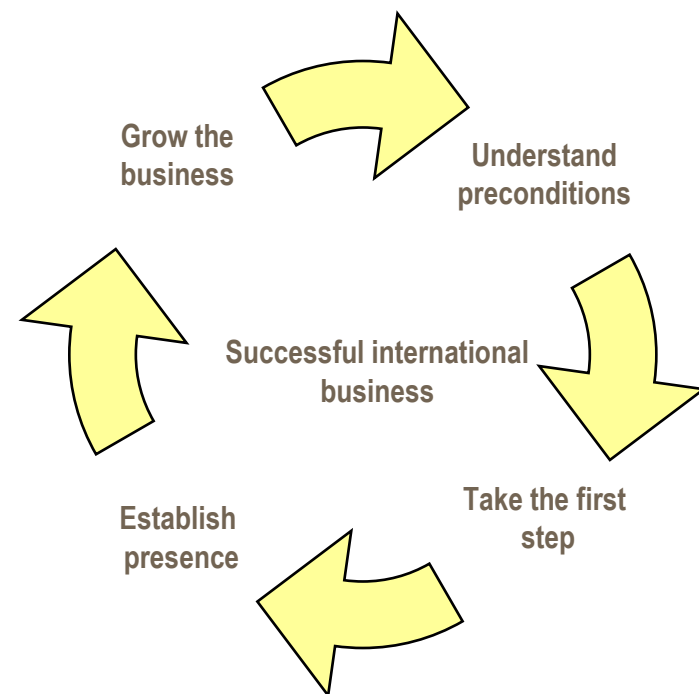 Grow the
business
Understand
preconditions
Successful international
business
Take the first
step
Establish
presence